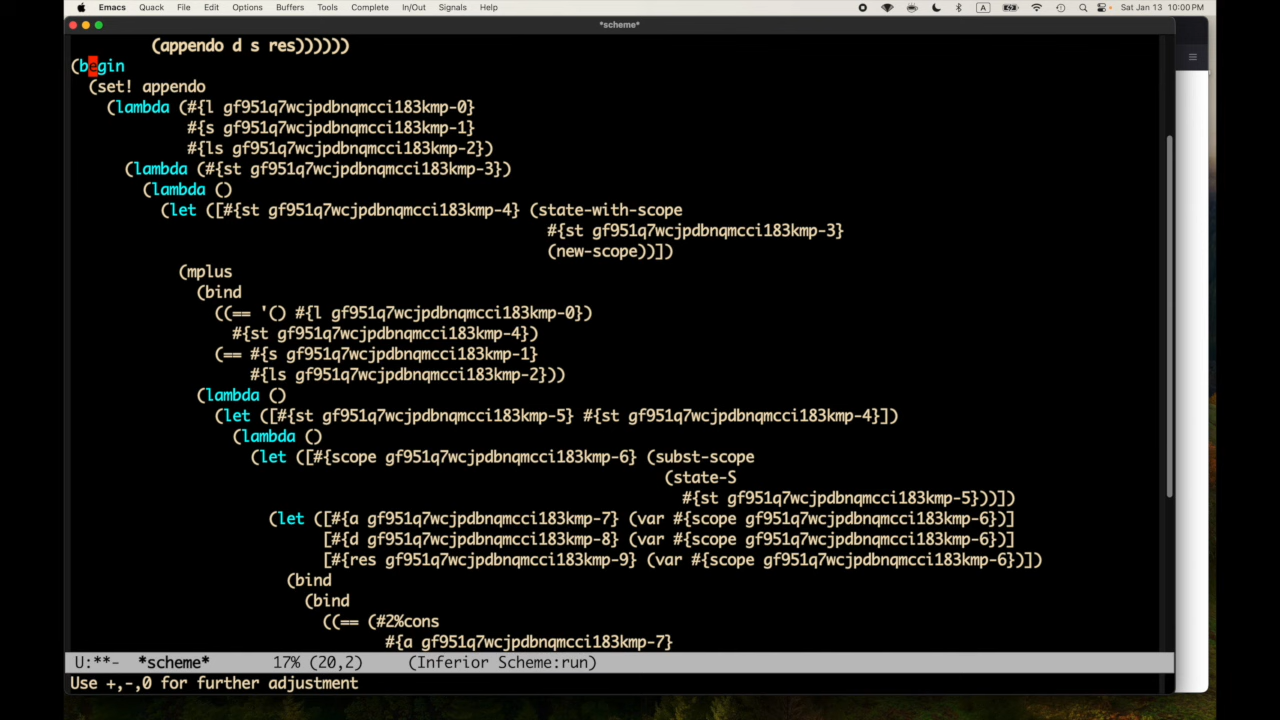 Emacs Quack File Edit Options Buffers Tools Complete In/Out Signals Help A Sat Jan 13 10:00 PM
*scheme*
(appendo d s res))))))
(begin
(set! appendo
(lambda (#{l gf951q7wcjpdbnqmcci183kmp-0}
#{s gf951q7wcjpdbnqmcci183kmp-1}
#{ls gf951q7wcjpdbnqmcci183kmp-2})
(lambda (#{st gf951q7wcjpdbnqmcci183kmp-3})
(lambda ()
(let ([#{st gf951q7wcjpdbnqmcci183kmp-4} (state-with-scope
#{st gf951q7wcjpdbnqmcci183kmp-3}
(new-scope))])
(mplus
(bind
((== '() #{l gf951q7wcjpdbnqmcci183kmp-0})
#{st gf951q7wcjpdbnqmcci183kmp-4})
(== #{s gf951q7wcjpdbnqmcci183kmp-1}
#{ls gf951q7wcjpdbnqmcci183kmp-2}))
(lambda ()
(let ([#{st gf951q7wcjpdbnqmcci183kmp-5} #{st gf951q7wcjpdbnqmcci183kmp-4}])
(lambda ()
(let ([#{scope gf951q7wcjpdbnqmcci183kmp-6} (subst-scope
(state-S
#{st gf951q7wcjpdbnqmcci183kmp-5}))])
(let ([#{a gf951q7wcjpdbnqmcci183kmp-7} (var #{scope gf951q7wcjpdbnqmcci183kmp-6})]
[#{d gf951q7wcjpdbnqmcci183kmp-8} (var #{scope gf951q7wcjpdbnqmcci183kmp-6})]
[#{res gf951q7wcjpdbnqmcci183kmp-9} (var #{scope gf951q7wcjpdbnqmcci183kmp-6})])
(bind
(bind
((== (#2%cons
#{a gf951q7wcjpdbnqmcci183kmp-7}
U:**- *scheme* 17% (20,2) (Inferior Scheme:run)
Use +,-,0 for further adjustment